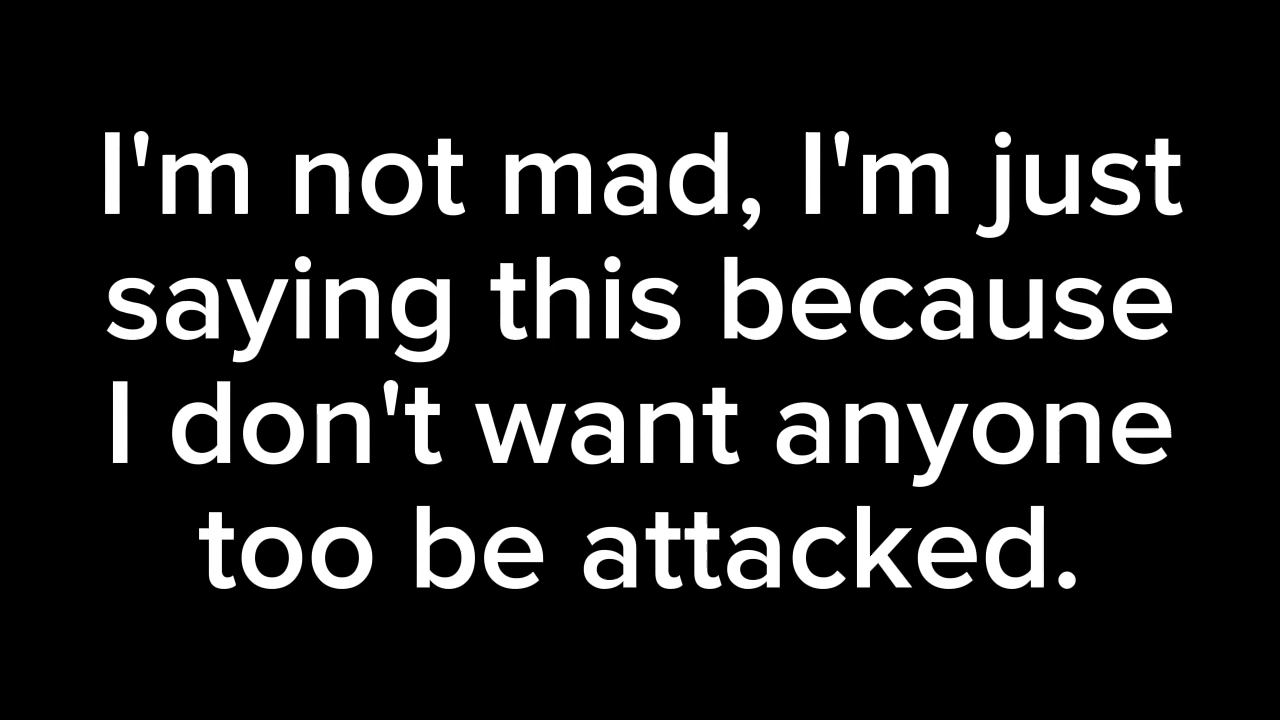 I'm not mad, I'm just
saying this because
I don't want anyone
too be attacked.